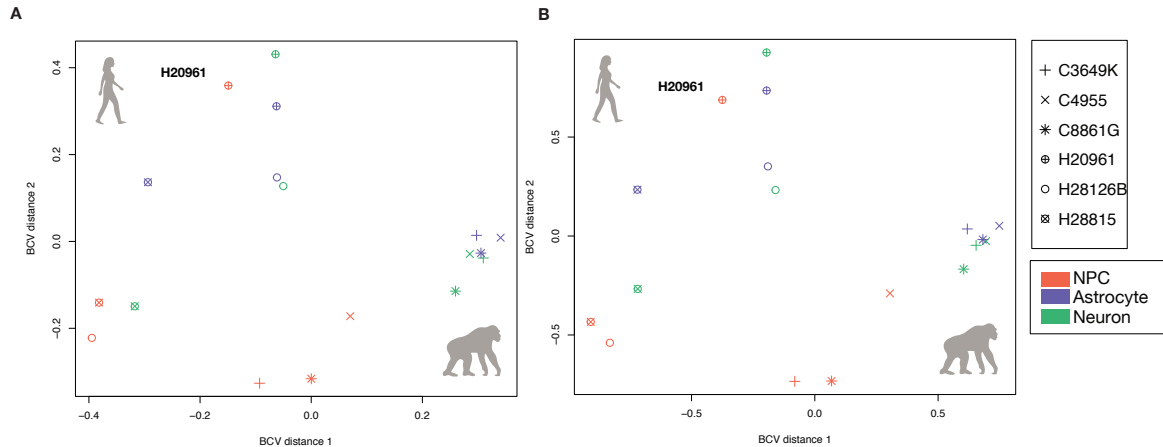 A
B
H20961
H20961
BCV distance 2
0.4
0.2
0.0
−0.2
−0.4
−0.2
0.0
0.2
BCV distance 1
BCV distance 2
0.5
0.0
−0.5
−0.5
0.0
0.5
BCV distance 1
C3649K
C4955
C8861G
H20961
H28126B
H28815
NPC
Astrocyte
Neuron